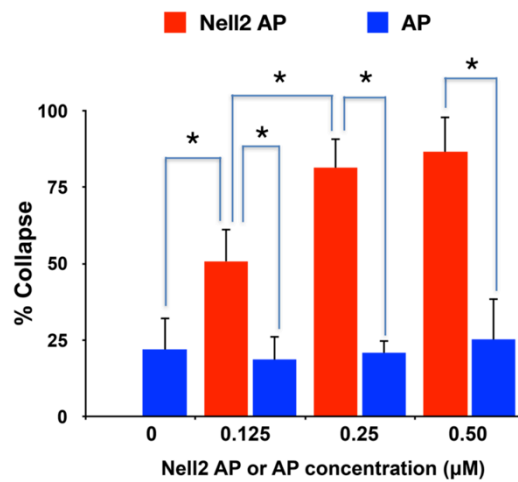 Nell2 AP AP
* * * * *
100
75
50
25
0
% Collapse
0 0.125 0.25 0.50
Nell2 AP or AP concentration (μM)